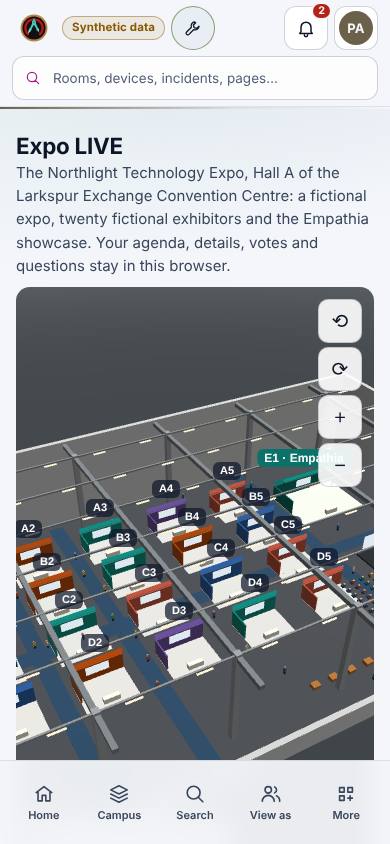 Synthetic data
2
PA
Rooms, devices, incidents, pages...
Expo LIVE
The Northlight Technology Expo, Hall A of the
Larkspur Exchange Convention Centre: a fictional
expo, twenty fictional exhibitors and the Empathia
showcase. Your agenda, details, votes and
questions stay in this browser.
E1 · Empathia
A5
A4
B5
A3
B4
C5
A2
B3
C4
D5
B2
C3
D4
C2
D3
D2
Home
Campus
Search
View as
More